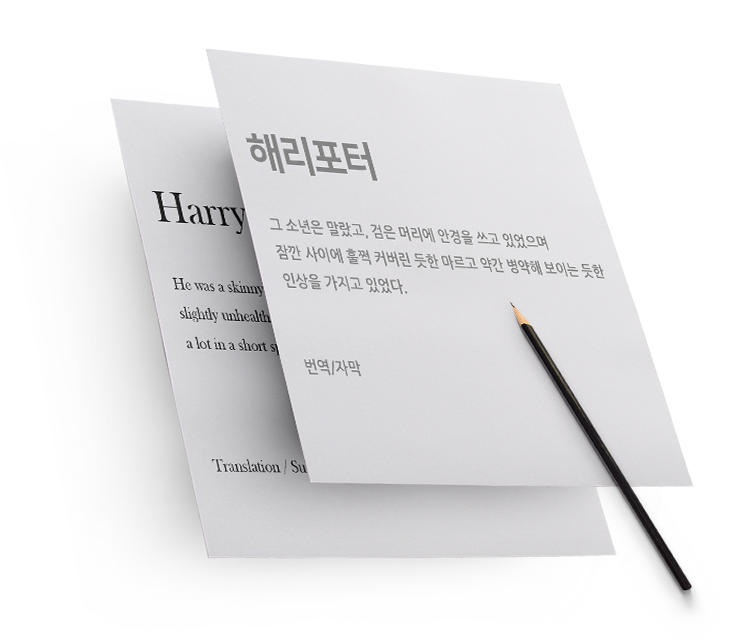 해리포터
그 소년은 말랐고, 검은 머리에 안경을 쓰고 있었으며
잠깐 사이에 훌쩍 커버린 듯한 마르고 약간 병약해 보이는 듯한
인상을 가지고 있었다.
번역/자막
Harry
He was a skinny
slightly
a lot in a short
Translation /